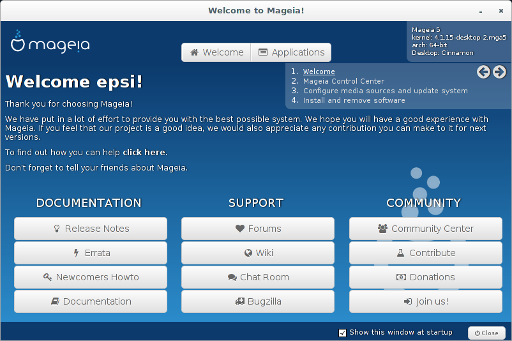 Welcome to Mageia!
mageia
Welcome
Applications
Mageia 5
kernel: 4.1.15-desktop-2.mga5
arch: 64-bit
Desktop: Cinnamon
1. Welcome
2. Mageia Control Center
3. Configure media sources and update system
4. Install and remove software
Welcome epsi!
Thank you for choosing Mageia!
We have put in a lot of effort to provide you with the best possible system. We hope you will have a good experience with
Mageia. If you feel that our project is a good idea, we would also appreciate any contribution you can make to it for next
versions.
To find out how you can help click here.
Don't forget to tell your friends about Mageia.
DOCUMENTATION
Release Notes
Errata
Newcomers Howto
Documentation
SUPPORT
Forums
Wiki
Chat Room
Bugzilla
COMMUNITY
Community Center
Contribute
Donations
Join us!
Show this window at startup
Close